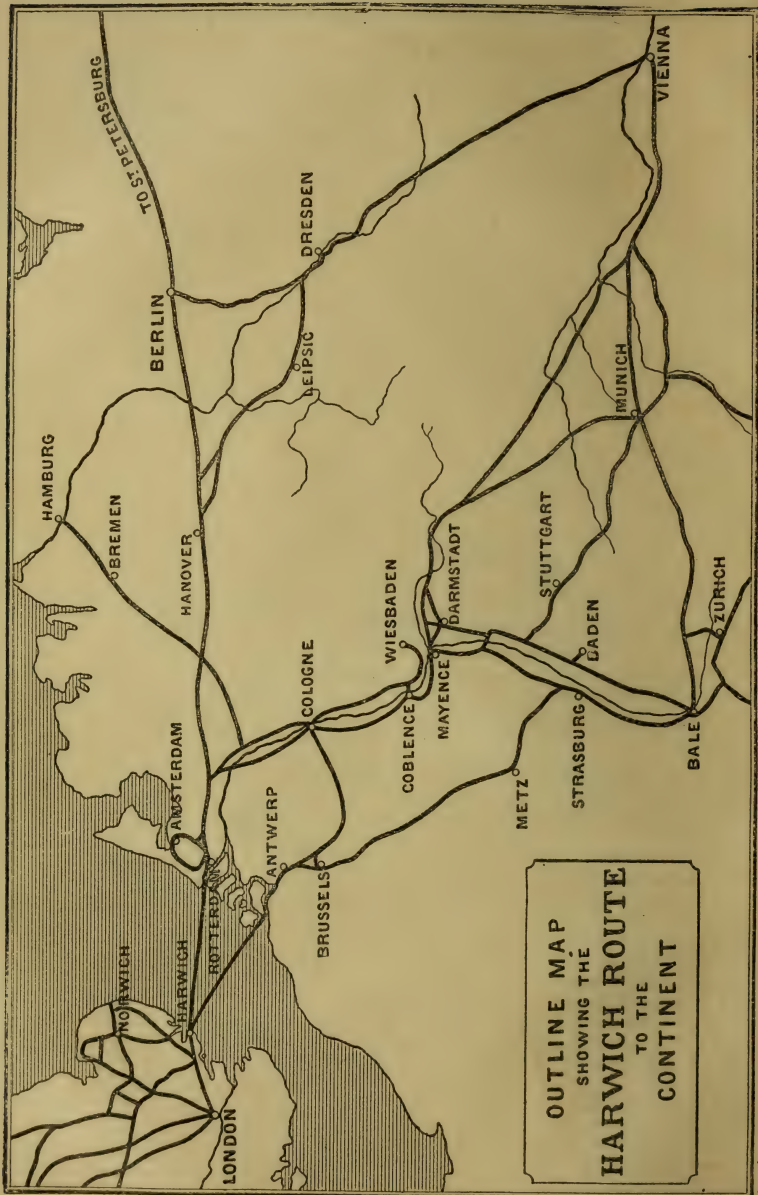 TO ST. PETERSBURG
HAMBURG
BREMEN
BERLIN
HANOVER
AMSTERDAM
NORWICH
HARWICH
ROTTERDAM
LONDON
LEIPSIC
DRESDEN
ANTWERP
BRUSSELS
COLOGNE
WIESBADEN
COBLENCE
MAYENCE
DARMSTADT
METZ
STRASBURG
BADEN
STUTTGART
MUNICH
VIENNA
BALE
ZURICH
OUTLINE MAP
SHOWING THE
HARWICH ROUTE
TO THE
CONTINENT